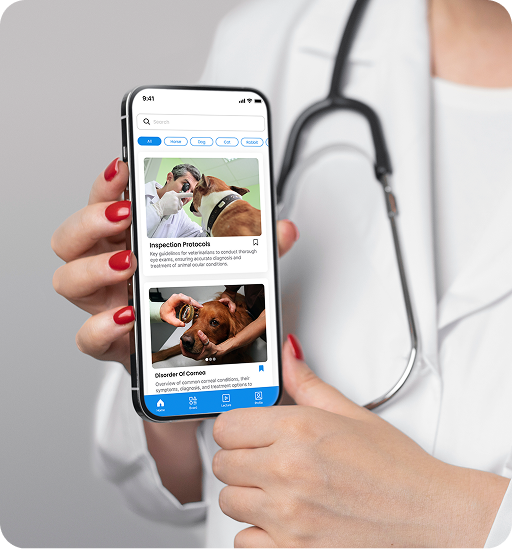 9:41
Search
All Horse Dog Cat Rabbit
Inspection Protocols
Key guidelines for veterinarians to conduct thorough
eye exams, ensuring accurate diagnosis and
treatment of animal ocular conditions.
Disorder Of Cornea
Overview of common corneal conditions, their
symptoms, diagnosis, and treatment options to
Home Lecture